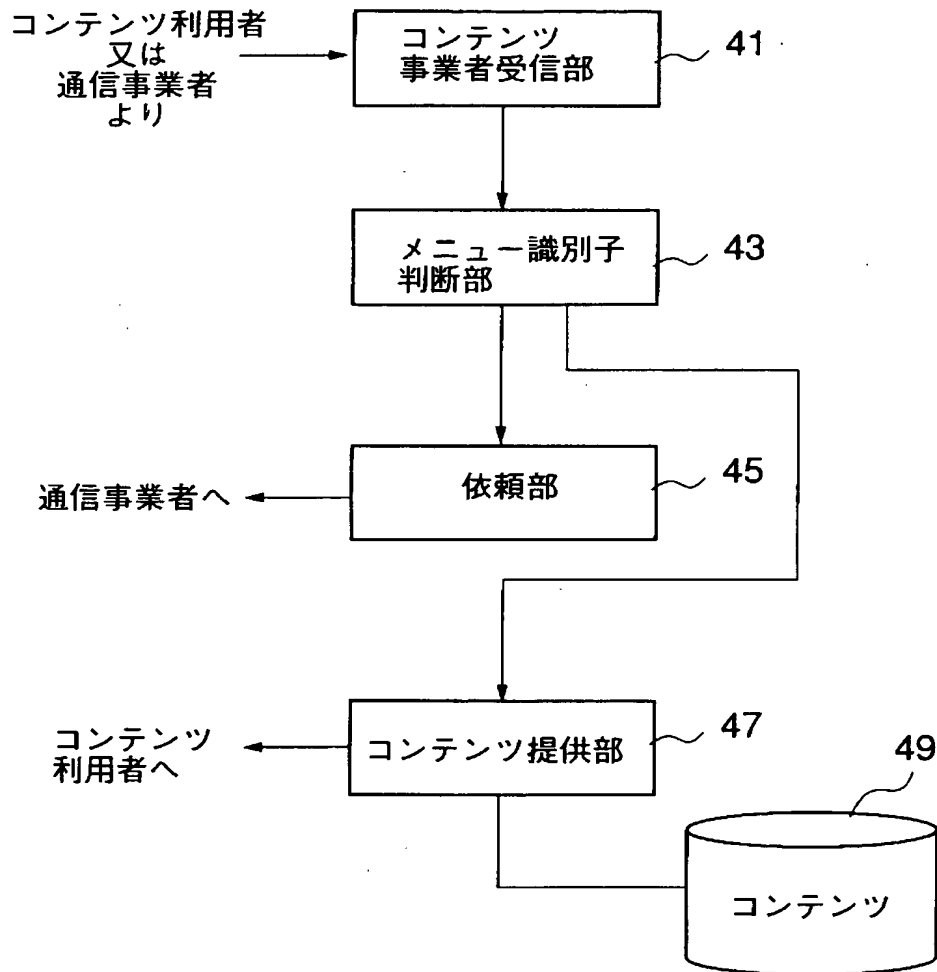 コンテンツ利用者
又は
通信事業者
より
コンテンツ
事業者受信部
41
メニュー識別子
判断部
43
依頼部
45
通信事業者へ
コンテンツ提供部
47
コンテンツ
利用者へ
49
コンテンツ